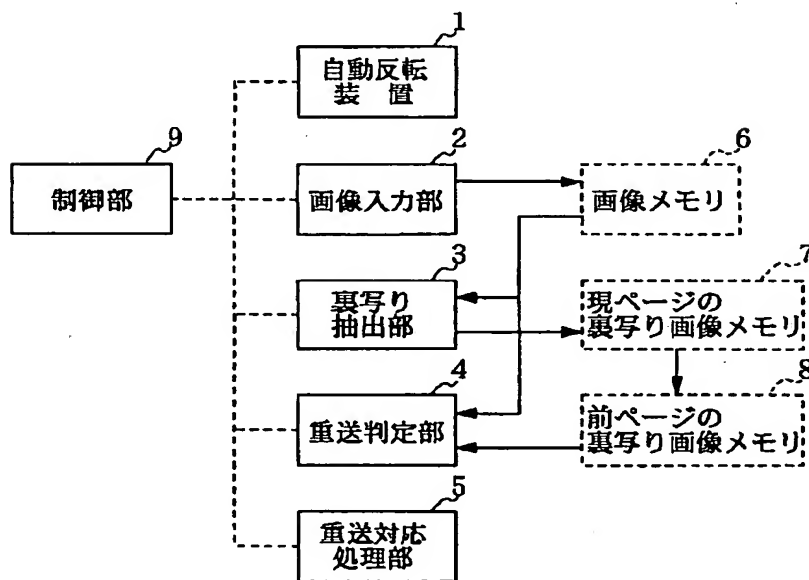 1
自動反転
装 置
9
制御部
2
画像入力部
6
画像メモリ
3
裏写り
抽出部
7
現ページの
裏写り画像メモリ
4
重送判定部
8
前ページの
裏写り画像メモリ
5
重送対応
処理部